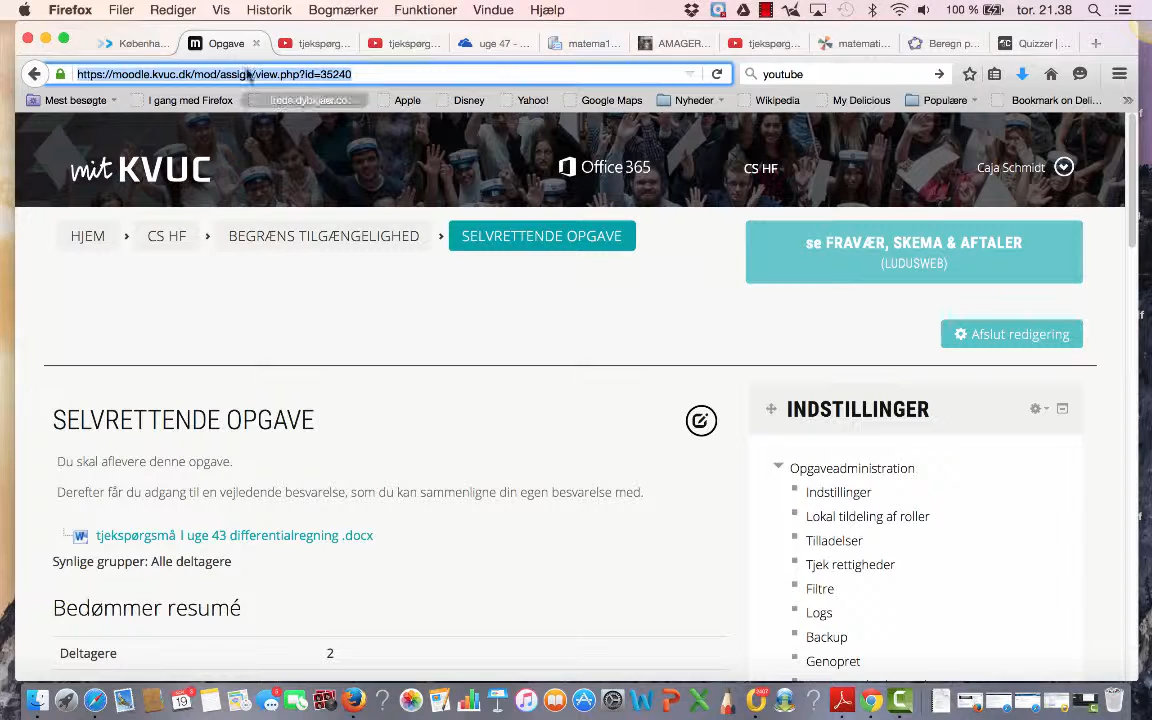 Firefox Filer Rediger Vis Historik Bogmærker Funktioner Vindue Hjælp 100 % tor. 21.38
Københa... Opgave tjekspørg... tjekspørg... uge 47 - ... matema1... AMAGER... tjekspørg... matemati... Beregn p... Quizzer |...
https://moodle.kvuc.dk/mod/assign/view.php?id=35240 youtube
Mest besøgte I gang med Firefox Apple Disney Yahoo! Google Maps Nyheder Wikipedia My Delicious Populære Bookmark on Deli...
mit KVUC Office 365 CS HF Caja Schmidt
HJEM CS HF BEGRÆNS TILGÆNGELIGHED SELVRETTENDE OPGAVE
se FRAVÆR, SKEMA & AFTALER
(LUDUSWEB)
Afslut redigering
SELVRETTENDE OPGAVE
Du skal aflevere denne opgave.
Derefter får du adgang til en vejledende besvarelse, som du kan sammenligne din egen besvarelse med.
tjekspørgsmå l uge 43 differentialregning .docx
Synlige grupper: Alle deltagere
Bedømmer resumé
Deltagere 2
INDSTILLINGER
Opgaveadministration
Indstillinger
Lokal tildeling af roller
Tilladelser
Tjek rettigheder
Filtre
Logs
Backup
Genopret
19